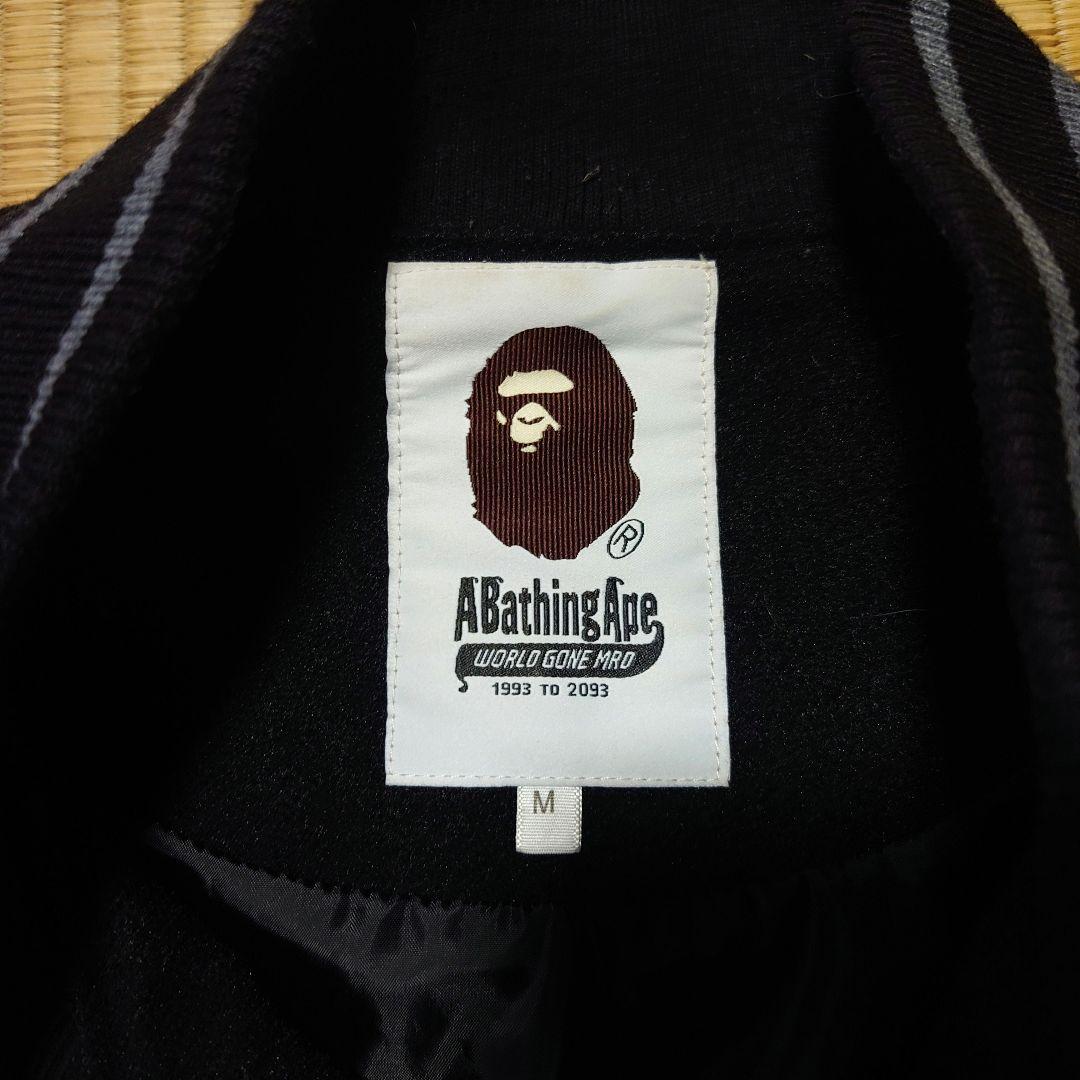 ®
ABathingApe
WORLD GONE MAD
1993 TO 2093
M